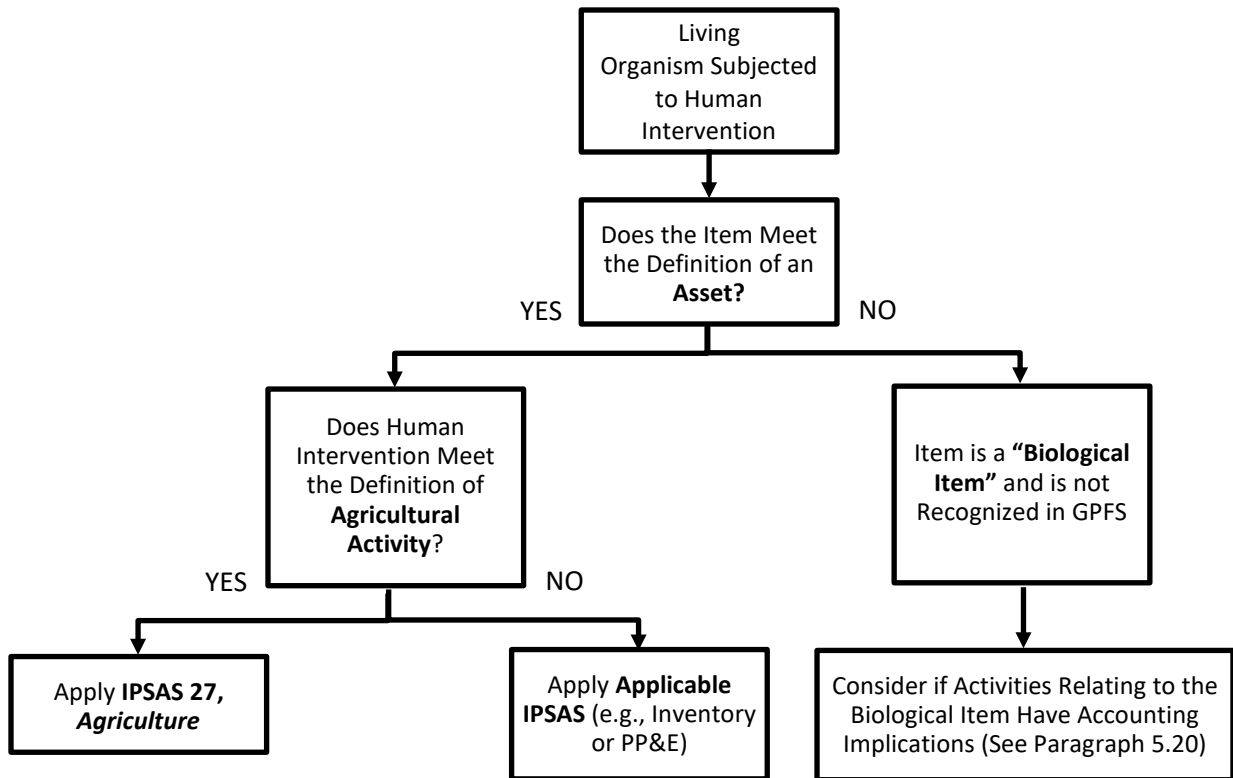 Living
Organism Subjected
to Human
Intervention
Does the Item Meet
the Definition of an
Asset?
YES
NO
Does Human
Intervention Meet
the Definition of
Agricultural
Activity?
Item is a “Biological
Item” and is not
Recognized in GPFS
YES
NO
Apply IPSAS 27,
Agriculture
Apply Applicable
IPSAS (e.g., Inventory
or PP&E)
Consider if Activities Relating to the
Biological Item Have Accounting
Implications (See Paragraph 5.20)